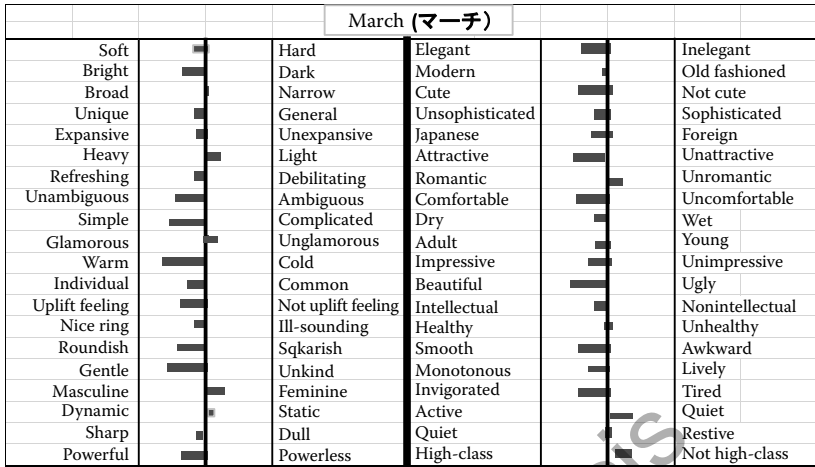 March (マーチ)
Soft Hard Elegant Inelegant
Bright Dark Modern Old fashioned
Broad Narrow Cute Not cute
Unique General Unsophisticated Sophisticated
Expansive Unexpansive Japanese Foreign
Heavy Light Attractive Unattractive
Refreshing Debilitating Romantic Unromantic
Unambiguous Ambiguous Comfortable Uncomfortable
Simple Complicated Dry Wet
Glamorous Unglamorous Adult Young
Warm Cold Impressive Unimpressive
Individual Common Beautiful Ugly
Uplift feeling Not uplift feeling Intellectual Nonintellectual
Nice ring Ill-sounding Healthy Unhealthy
Roundish Sqkarish Smooth Awkward
Gentle Unkind Monotonous Lively
Masculine Feminine Invigorated Tired
Dynamic Static Active Quiet
Sharp Dull Quiet Restive
Powerful Powerless High-class Not high-class